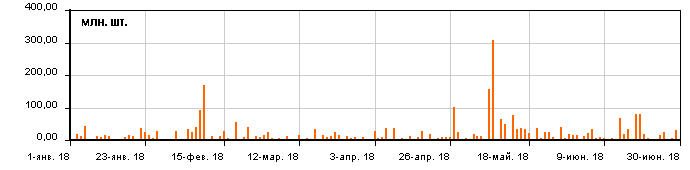 400,00
млн. шт.
300,00
200,00
100,00
0,00
1-янв. 18 23-янв. 18 15-фев. 18 12-мар. 18 3-апр. 18 26-апр. 18 18-май. 18 9-июн. 18 30-июн. 18